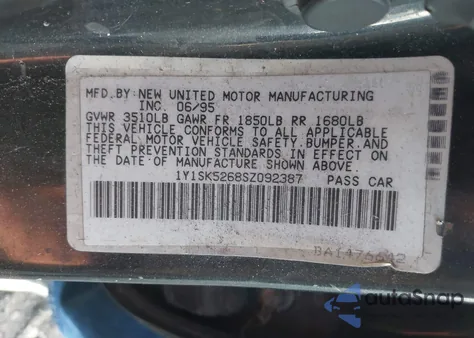 MFD.BY:NEW UNITED MOTOR MANUFACTURING
INC. 06/95
GVWR 3510LB GAWR FR 1850LB RR 1680LB
THIS VEHICLE CONFORMS TO ALL APPLICABLE
FEDERAL MOTOR VEHICLE SAFETY,BUMPER,AND
THEFT PREVENTION STANDARDS IN EFFECT ON
THE DATE OF MANUFACTURE SHOWN ABOVE.
1Y1SK5268SZ092387 PASS CAR
autoSnap